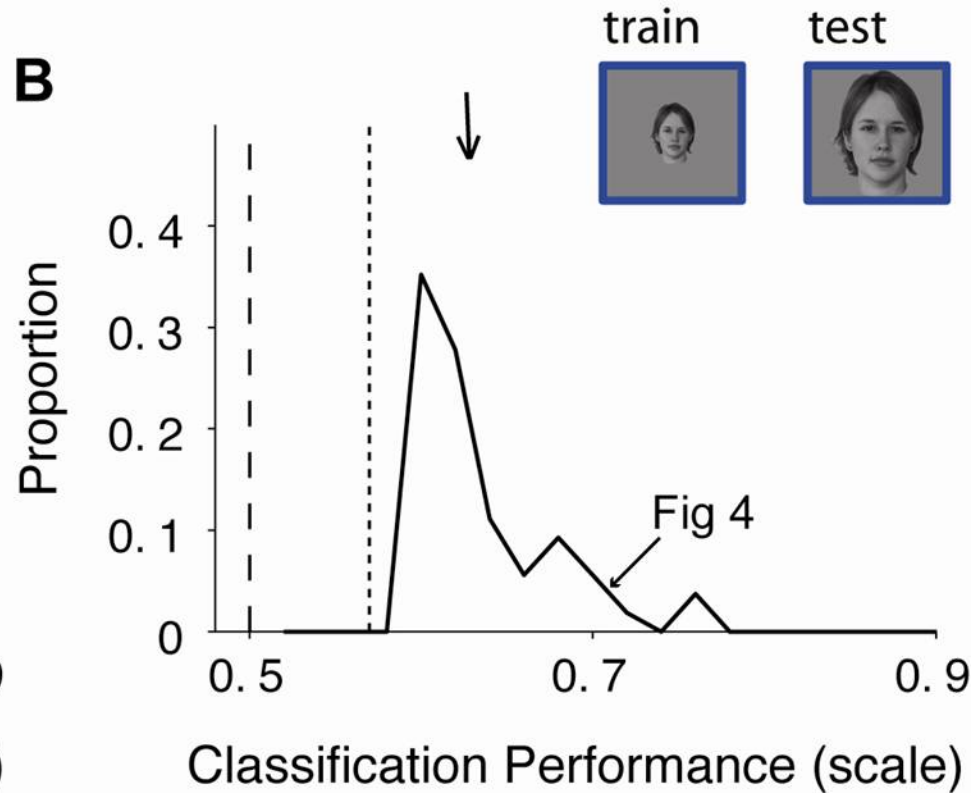 train test
B
0. 4
0. 3
0. 2
0. 1
0
Proportion
Fig 4
0. 5 0. 7 0. 9
)
Classification Performance (scale)
)